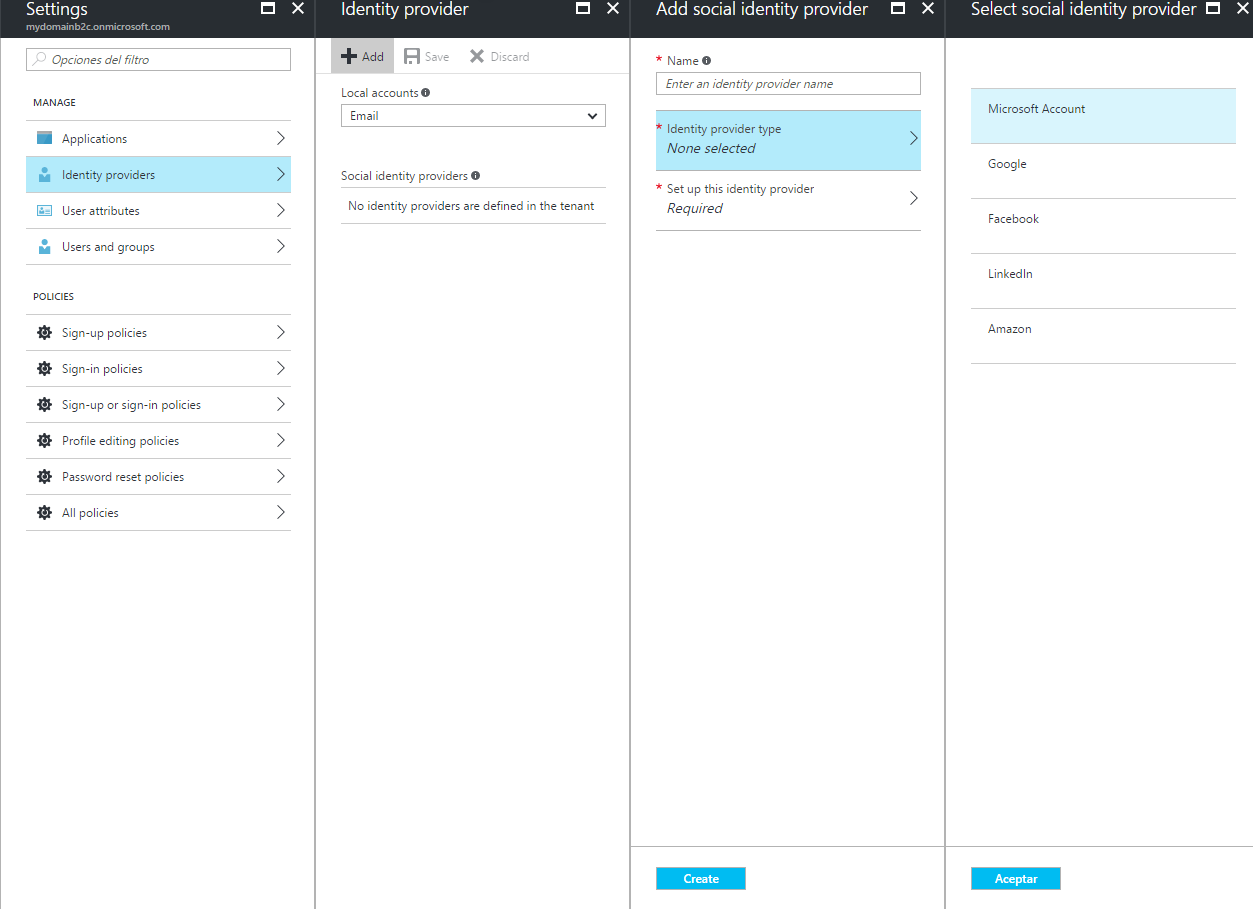 Settings
mydomainb2c.onmicrosoft.com
Opciones del filtro
MANAGE
Applications
Identity providers
User attributes
Users and groups
POLICIES
Sign-up policies
Sign-in policies
Sign-up or sign-in policies
Profile editing policies
Password reset policies
All policies
Identity provider
Add Save Discard
Local accounts
Email
Social identity providers
No identity providers are defined in the tenant
Add social identity provider
* Name
Enter an identity provider name
* Identity provider type
None selected
* Set up this identity provider
Required
Create
Select social identity provider
Microsoft Account
Google
Facebook
LinkedIn
Amazon
Aceptar